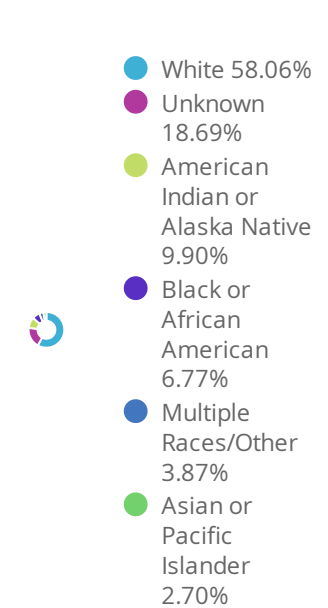 White 58.06%
Unknown
18.69%
American
Indian or
Alaska Native
9.90%
Black or
African
American
6.77%
Multiple
Races/Other
3.87%
Asian or
Pacific
Islander
2.70%